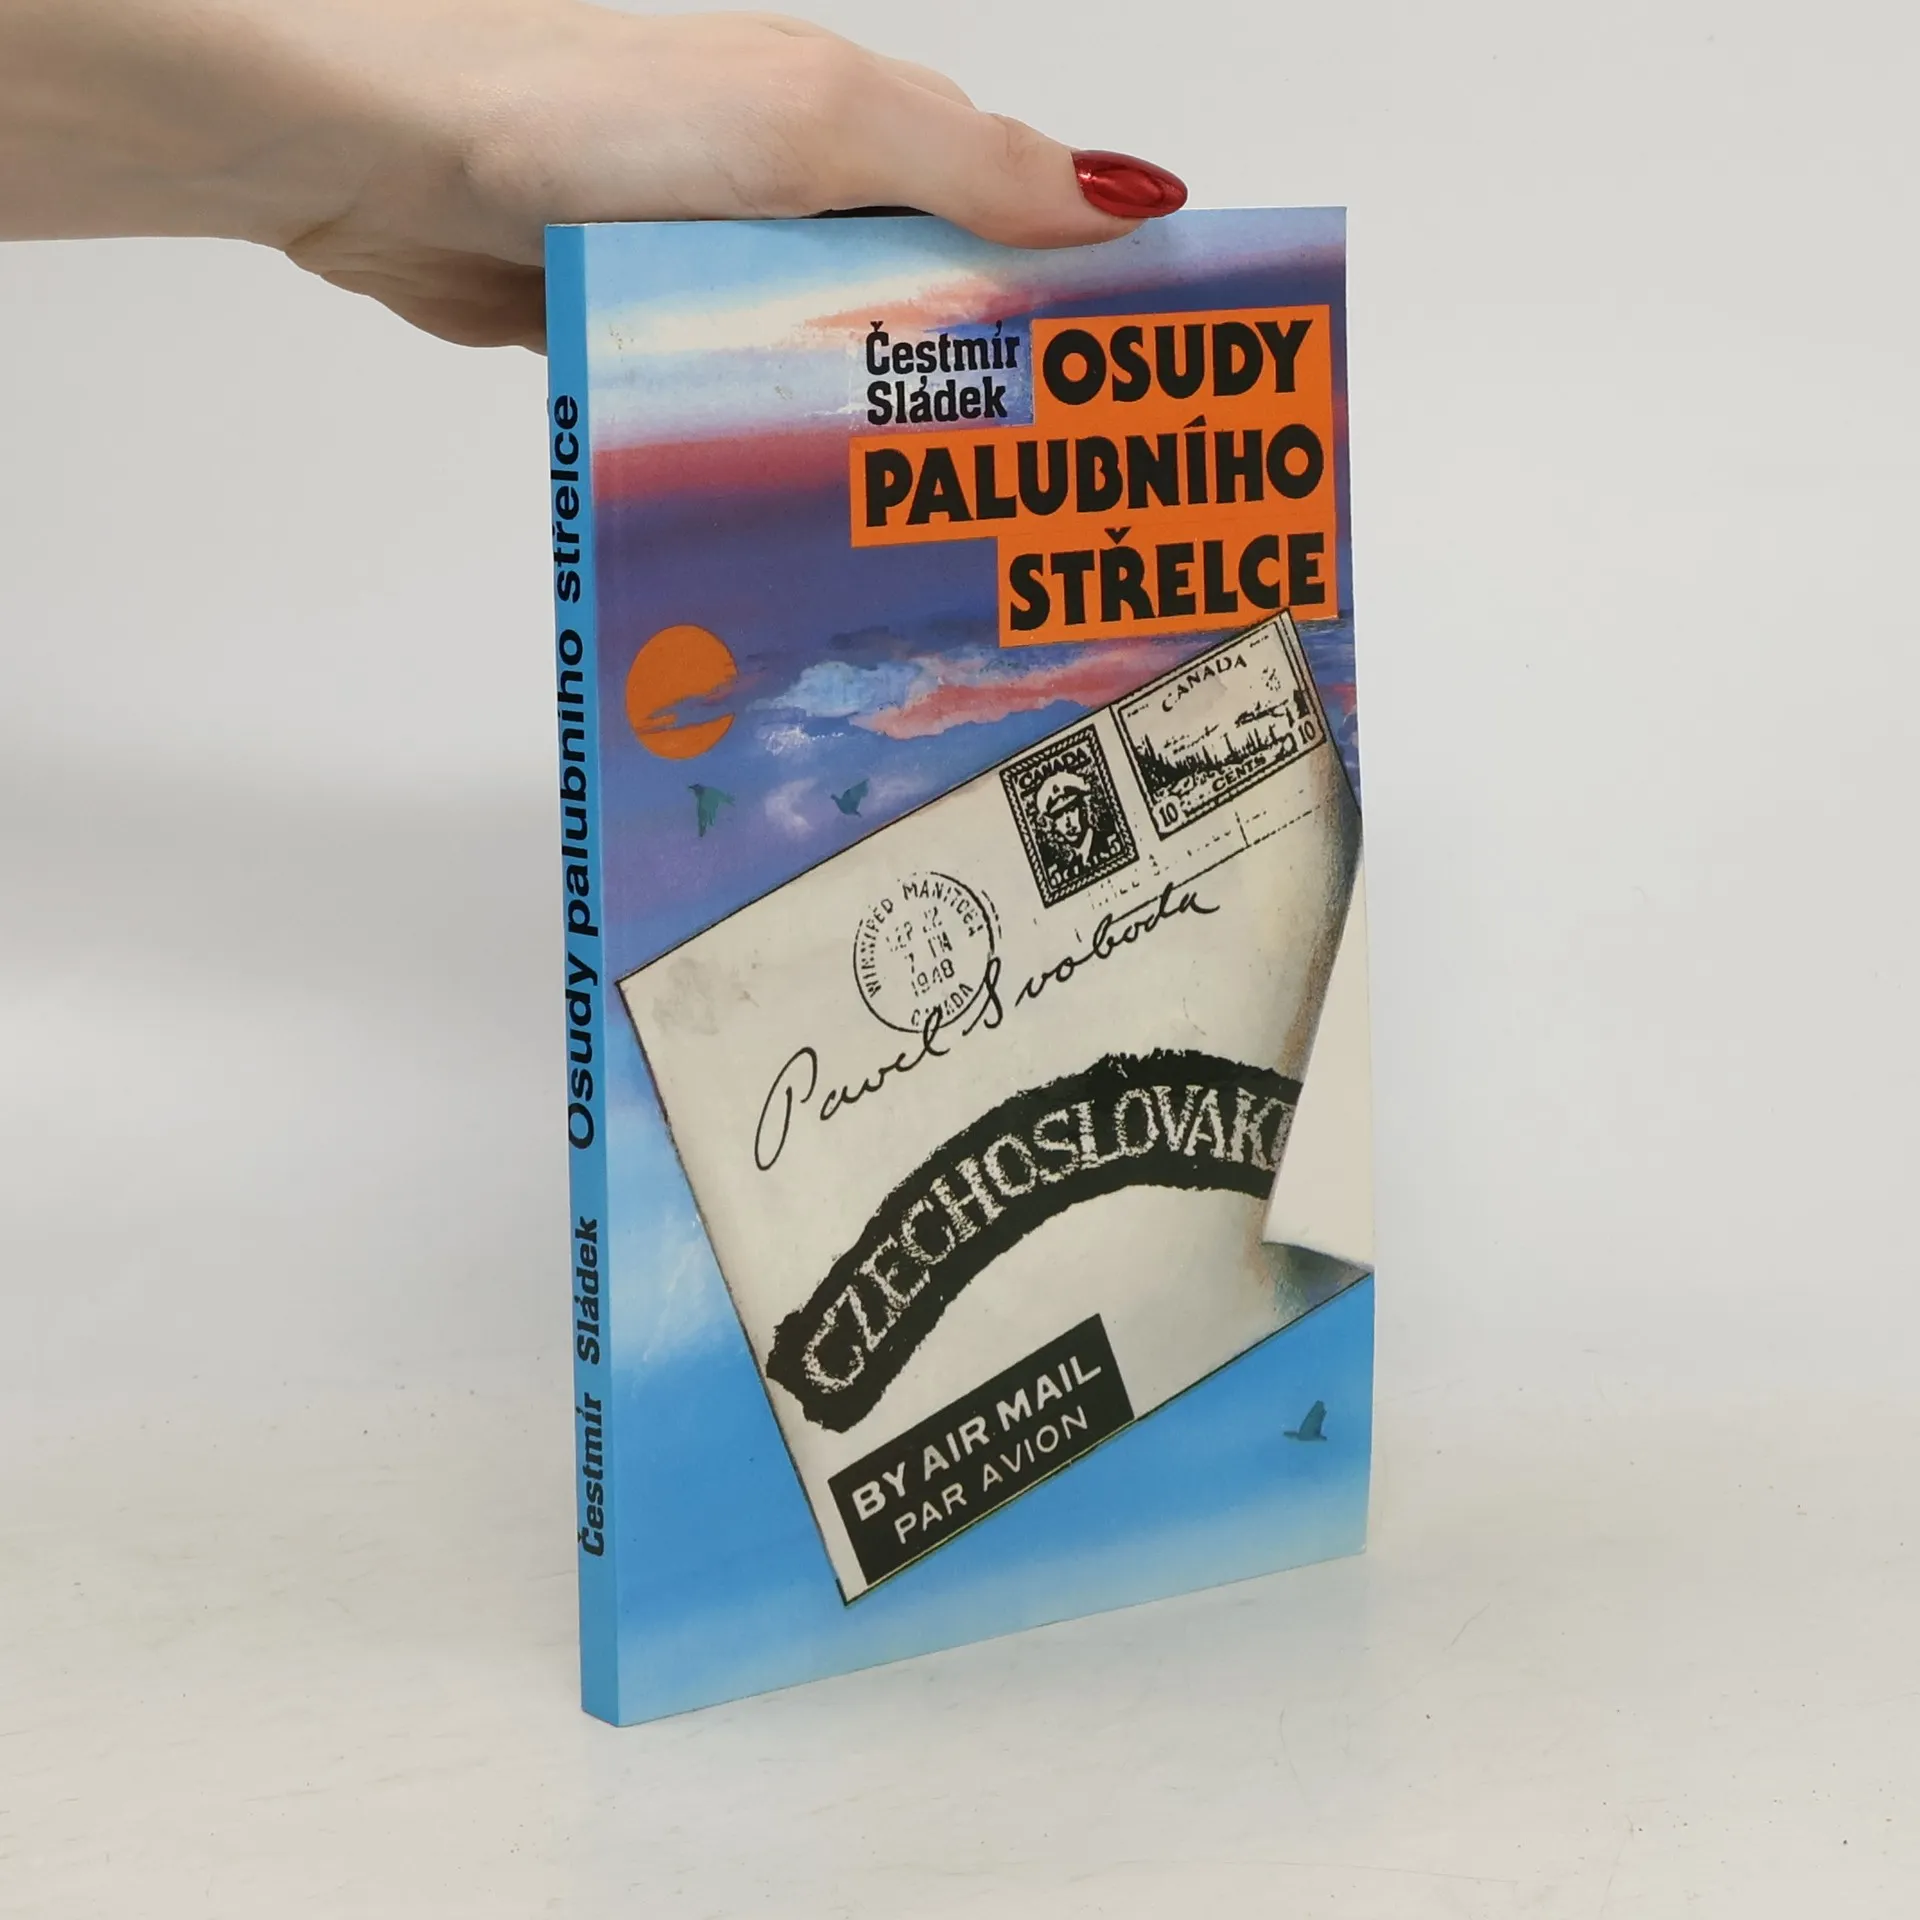 Čestmír
Sládek
OSUDY
PALUBNÍHO
STŘELCE
CANADA
10 CENTS 10
CANADA
WINNIPEG MANITOBA
1948
CANADA
Pavel Svoboda
CZECHOSLOVAK
BY AIR MAIL
PAR AVION
Čestmír Sládek Osudy palubního střelce